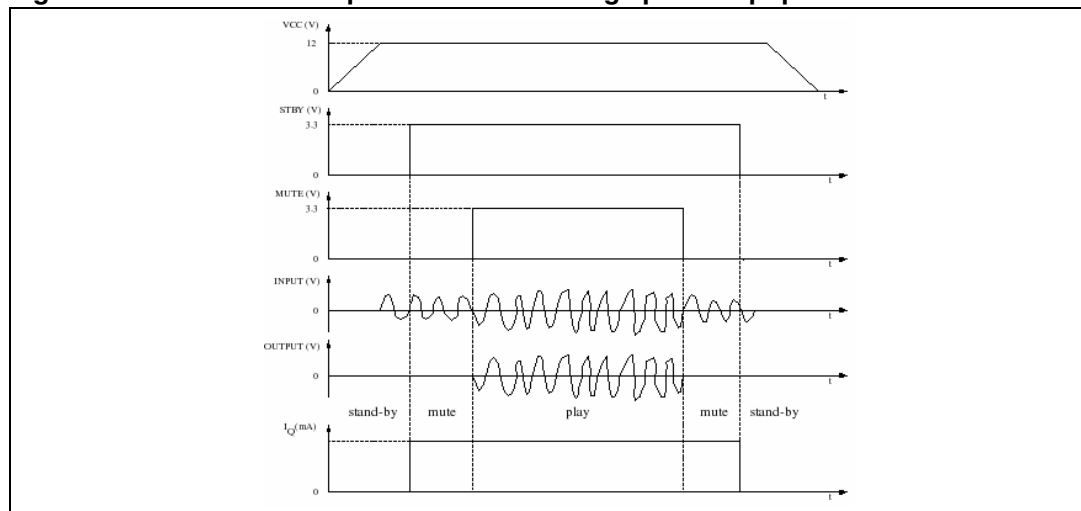 VCC (V)
12
0
t
STBY (V)
3.3
0
t
MUTE (V)
3.3
0
t
INPUT (V)
0
t
OUTPUT (V)
0
t
stand-by mute play mute stand-by
IQ(mA)
0
t